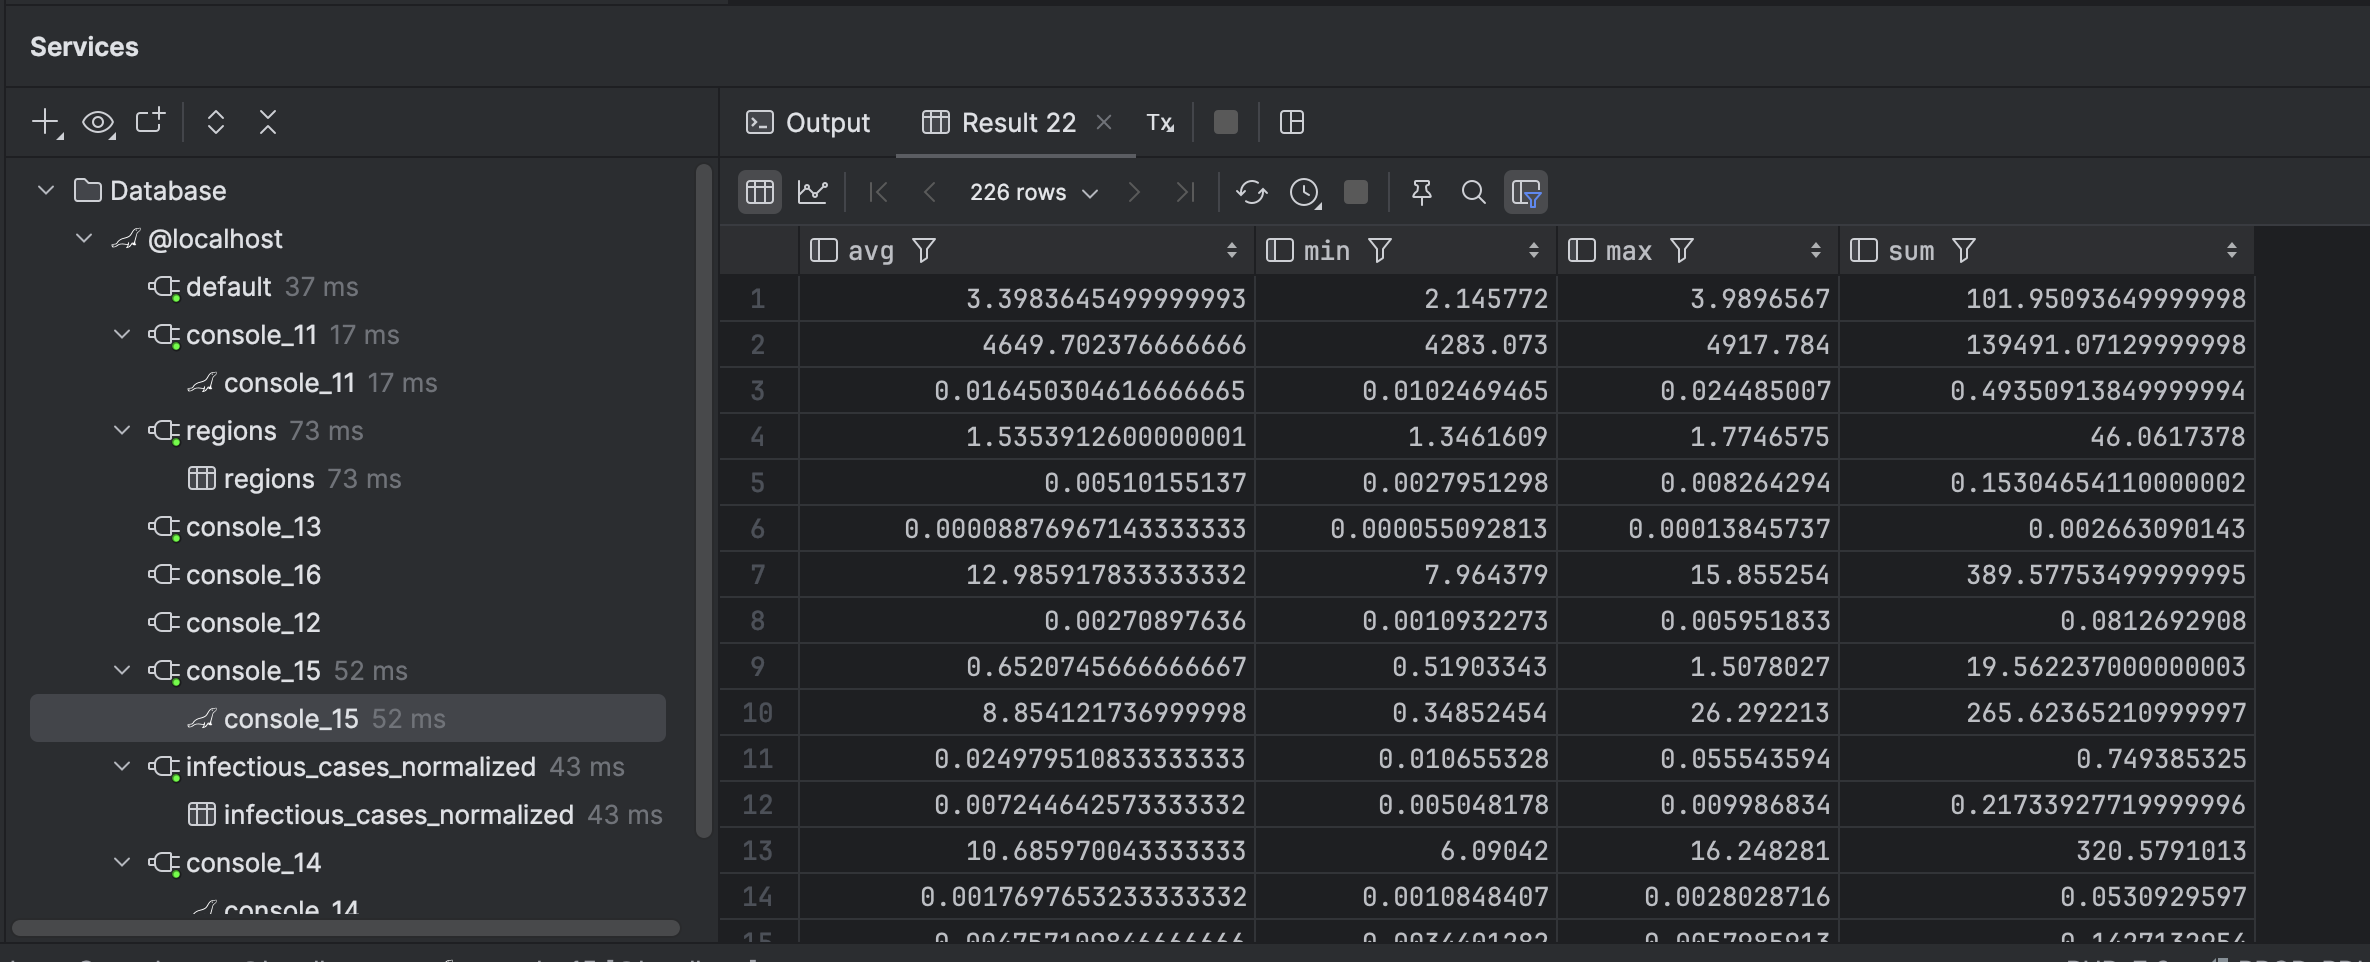 Services
Database
@localhost
default 37 ms
console_11 17 ms
console_11 17 ms
regions 73 ms
regions 73 ms
console_13
console_16
console_12
console_15 52 ms
console_15 52 ms
infectious_cases_normalized 43 ms
infectious_cases_normalized 43 ms
console_14
console_14
Output Result 22 Tx
226 rows
avg min max sum
1 3.3983645499999993 2.145772 3.9896567 101.95093649999998
2 4649.702376666666 4283.073 4917.784 139491.07129999998
3 0.016450304616666665 0.0102469465 0.024485007 0.49350913849999994
4 1.5353912600000001 1.3461609 1.7746575 46.0617378
5 0.00510155137 0.0027951298 0.008264294 0.15304654110000002
6 0.00008876967143333333 0.000055092813 0.00013845737 0.002663090143
7 12.985917833333332 7.964379 15.855254 389.57753499999995
8 0.00270897636 0.0010932273 0.005951833 0.0812692908
9 0.6520745666666667 0.51903343 1.5078027 19.562237000000003
10 8.854121736999998 0.34852454 26.292213 265.62365210999997
11 0.024979510833333333 0.010655328 0.055543594 0.749385325
12 0.007244642573333332 0.005048178 0.009986834 0.21733927719999996
13 10.685970043333333 6.09042 16.248281 320.5791013
14 0.0017697653233333332 0.0010848407 0.0028028716 0.0530929597
15